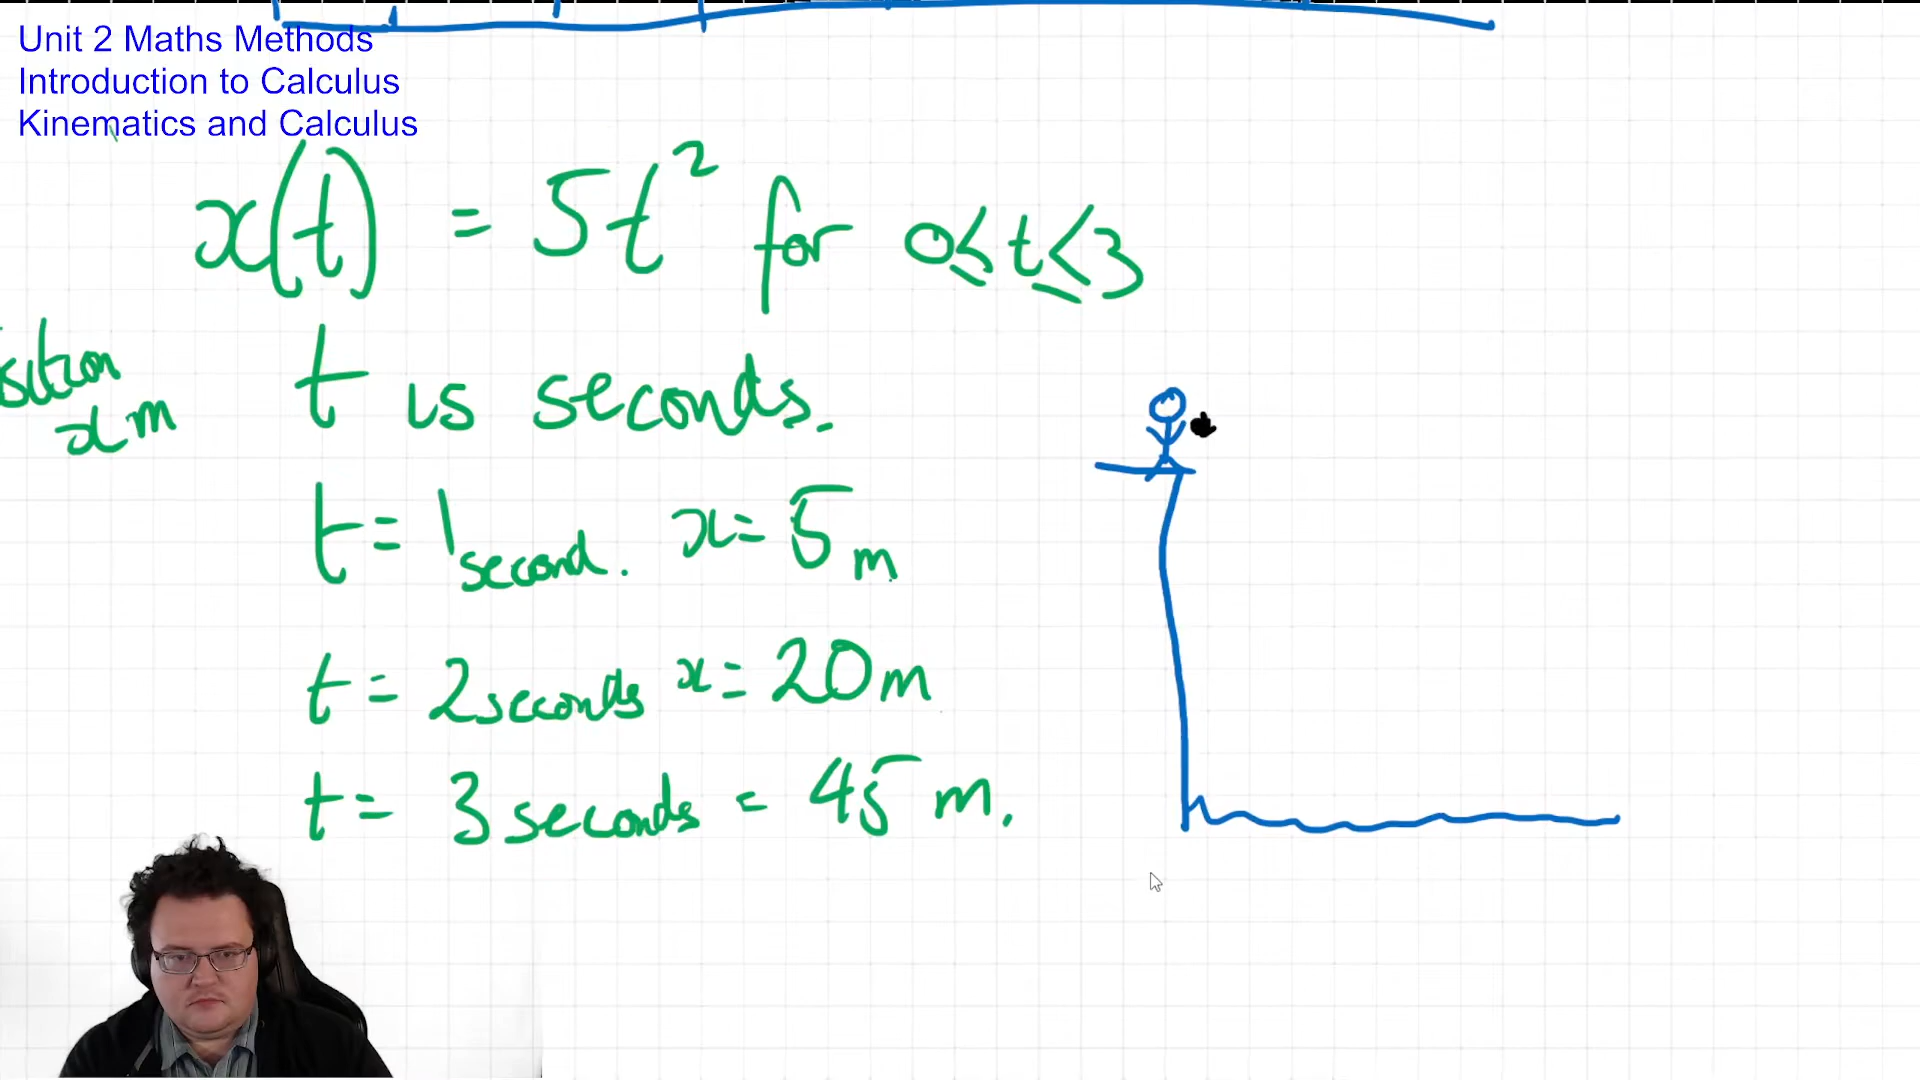 Unit 2 Maths Methods
Introduction to Calculus
Kinematics and Calculus
x(t) = 5t² for 0≤t≤3
sition
x m
t is seconds.
t = 1 second. x = 5 m
t = 2 seconds x = 20 m
t = 3 seconds = 45 m.